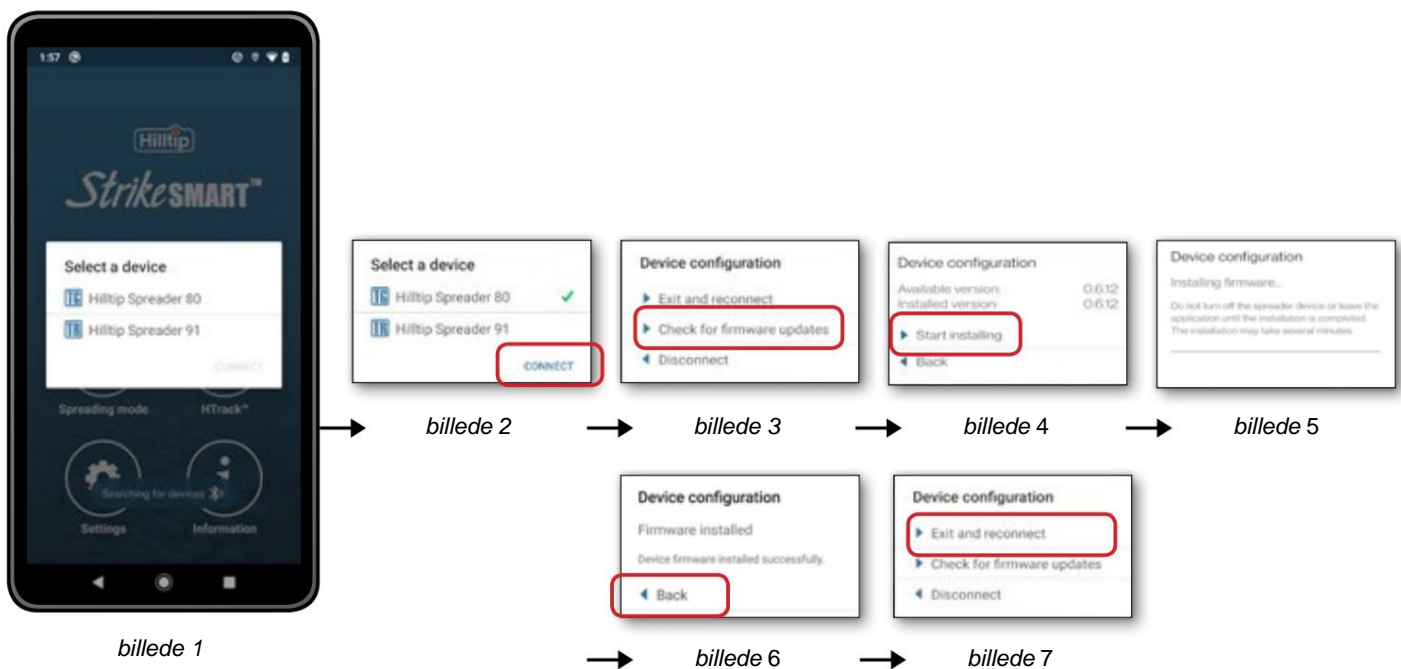 1:57
Hilltip
StrikeSMART™
Select a device
TG Hilltip Spreader 80
TR Hilltip Spreader 91
CONNECT
Spreading mode HTrack™
Searching for devices
Settings Information
billede 1
Select a device
TG Hilltip Spreader 80
TR Hilltip Spreader 91
CONNECT
billede 2
Device configuration
Exit and reconnect
Check for firmware updates
Disconnect
billede 3
Device configuration
Available version: 0.6.12
Installed version: 0.6.12
Start installing
Back
billede 4
Device configuration
Installing firmware...
Do not turn off the spreader device or leave the
application until the installation is completed.
The installation may take several minutes.
billede 5
Device configuration
Firmware installed
Device firmware installed successfully.
Back
billede 6
Device configuration
Exit and reconnect
Check for firmware updates
Disconnect
billede 7